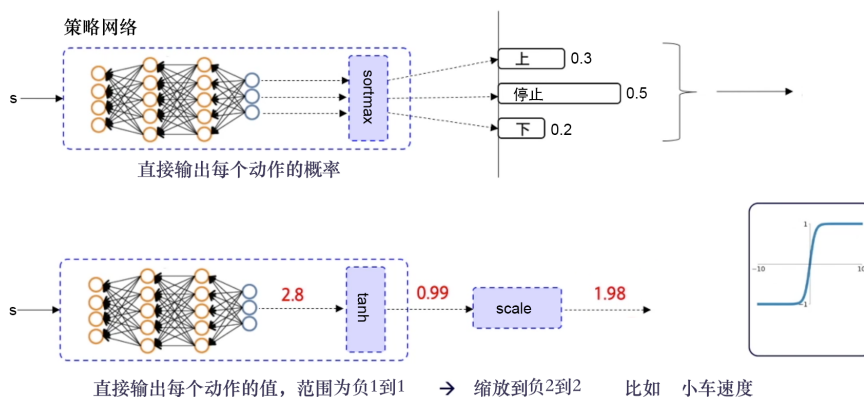 策略网络
s
sortmax
上
0.3
停止
0.5
下
0.2
直接输出每个动作的概率
s
2.8
tanh
0.99
scale
1.98
1
-10
10
-1
直接输出每个动作的值，范围为负1到1 → 缩放到负2到2 比如 小车速度